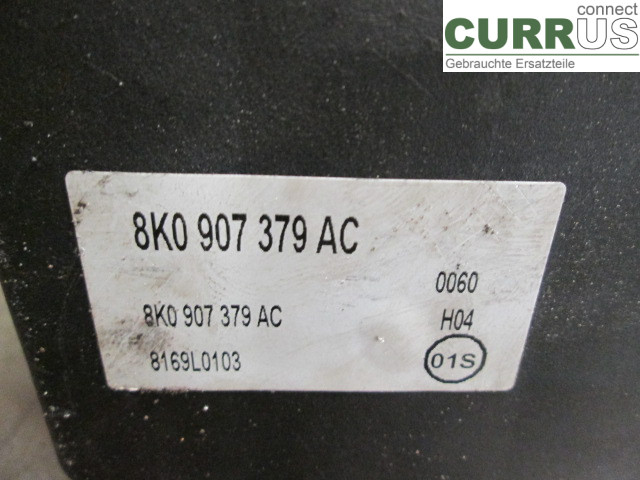 connect
CURRUS
Gebrauchte Ersatzteile
8K0 907 379 AC
0060
8K0 907 379 AC
H04
8169L0103
01S